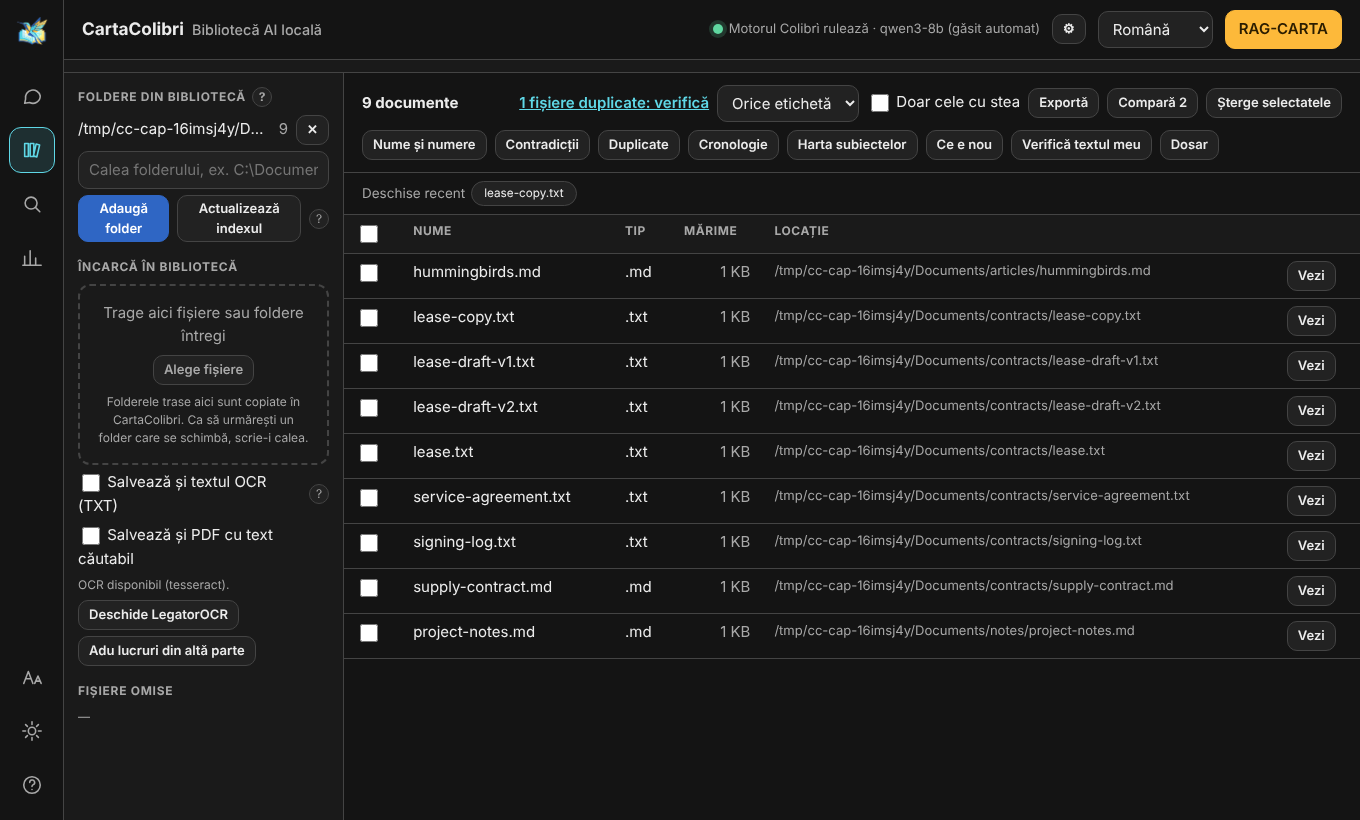 CartaColibri Bibliotecă AI locală
Motorul Colibrì rulează · qwen3-8b (găsit automat)
Română
RAG-CARTA
FOLDERE DIN BIBLIOTECĂ ?
/tmp/cc-cap-16imsj4y/D... 9 ×
Calea folderului, ex. C:\Documen
Adaugă folder
Actualizează indexul
?
ÎNCARCĂ ÎN BIBLIOTECĂ
Trage aici fișiere sau foldere
întregi
Alege fișiere
Folderele trase aici sunt copiate în
CartaColibri. Ca să urmărești un
folder care se schimbă, scrie-i calea.
Salvează și textul OCR
(TXT)
?
Salvează și PDF cu text
căutabil
OCR disponibil (tesseract).
Deschide LegatorOCR
Adu lucruri din altă parte
FIȘIERE OMISE
—
9 documente
1 fișiere duplicate: verifică
Orice etichetă
Doar cele cu stea
Exportă
Compară 2
Șterge selectatele
Nume și numere
Contradicții
Duplicate
Cronologie
Harta subiectelor
Ce e nou
Verifică textul meu
Dosar
Deschise recent lease-copy.txt
NUME TIP MĂRIME LOCAȚIE
hummingbirds.md .md 1 KB /tmp/cc-cap-16imsj4y/Documents/articles/hummingbirds.md Vezi
lease-copy.txt .txt 1 KB /tmp/cc-cap-16imsj4y/Documents/contracts/lease-copy.txt Vezi
lease-draft-v1.txt .txt 1 KB /tmp/cc-cap-16imsj4y/Documents/contracts/lease-draft-v1.txt Vezi
lease-draft-v2.txt .txt 1 KB /tmp/cc-cap-16imsj4y/Documents/contracts/lease-draft-v2.txt Vezi
lease.txt .txt 1 KB /tmp/cc-cap-16imsj4y/Documents/contracts/lease.txt Vezi
service-agreement.txt .txt 1 KB /tmp/cc-cap-16imsj4y/Documents/contracts/service-agreement.txt Vezi
signing-log.txt .txt 1 KB /tmp/cc-cap-16imsj4y/Documents/contracts/signing-log.txt Vezi
supply-contract.md .md 1 KB /tmp/cc-cap-16imsj4y/Documents/contracts/supply-contract.md Vezi
project-notes.md .md 1 KB /tmp/cc-cap-16imsj4y/Documents/notes/project-notes.md Vezi
AA
?